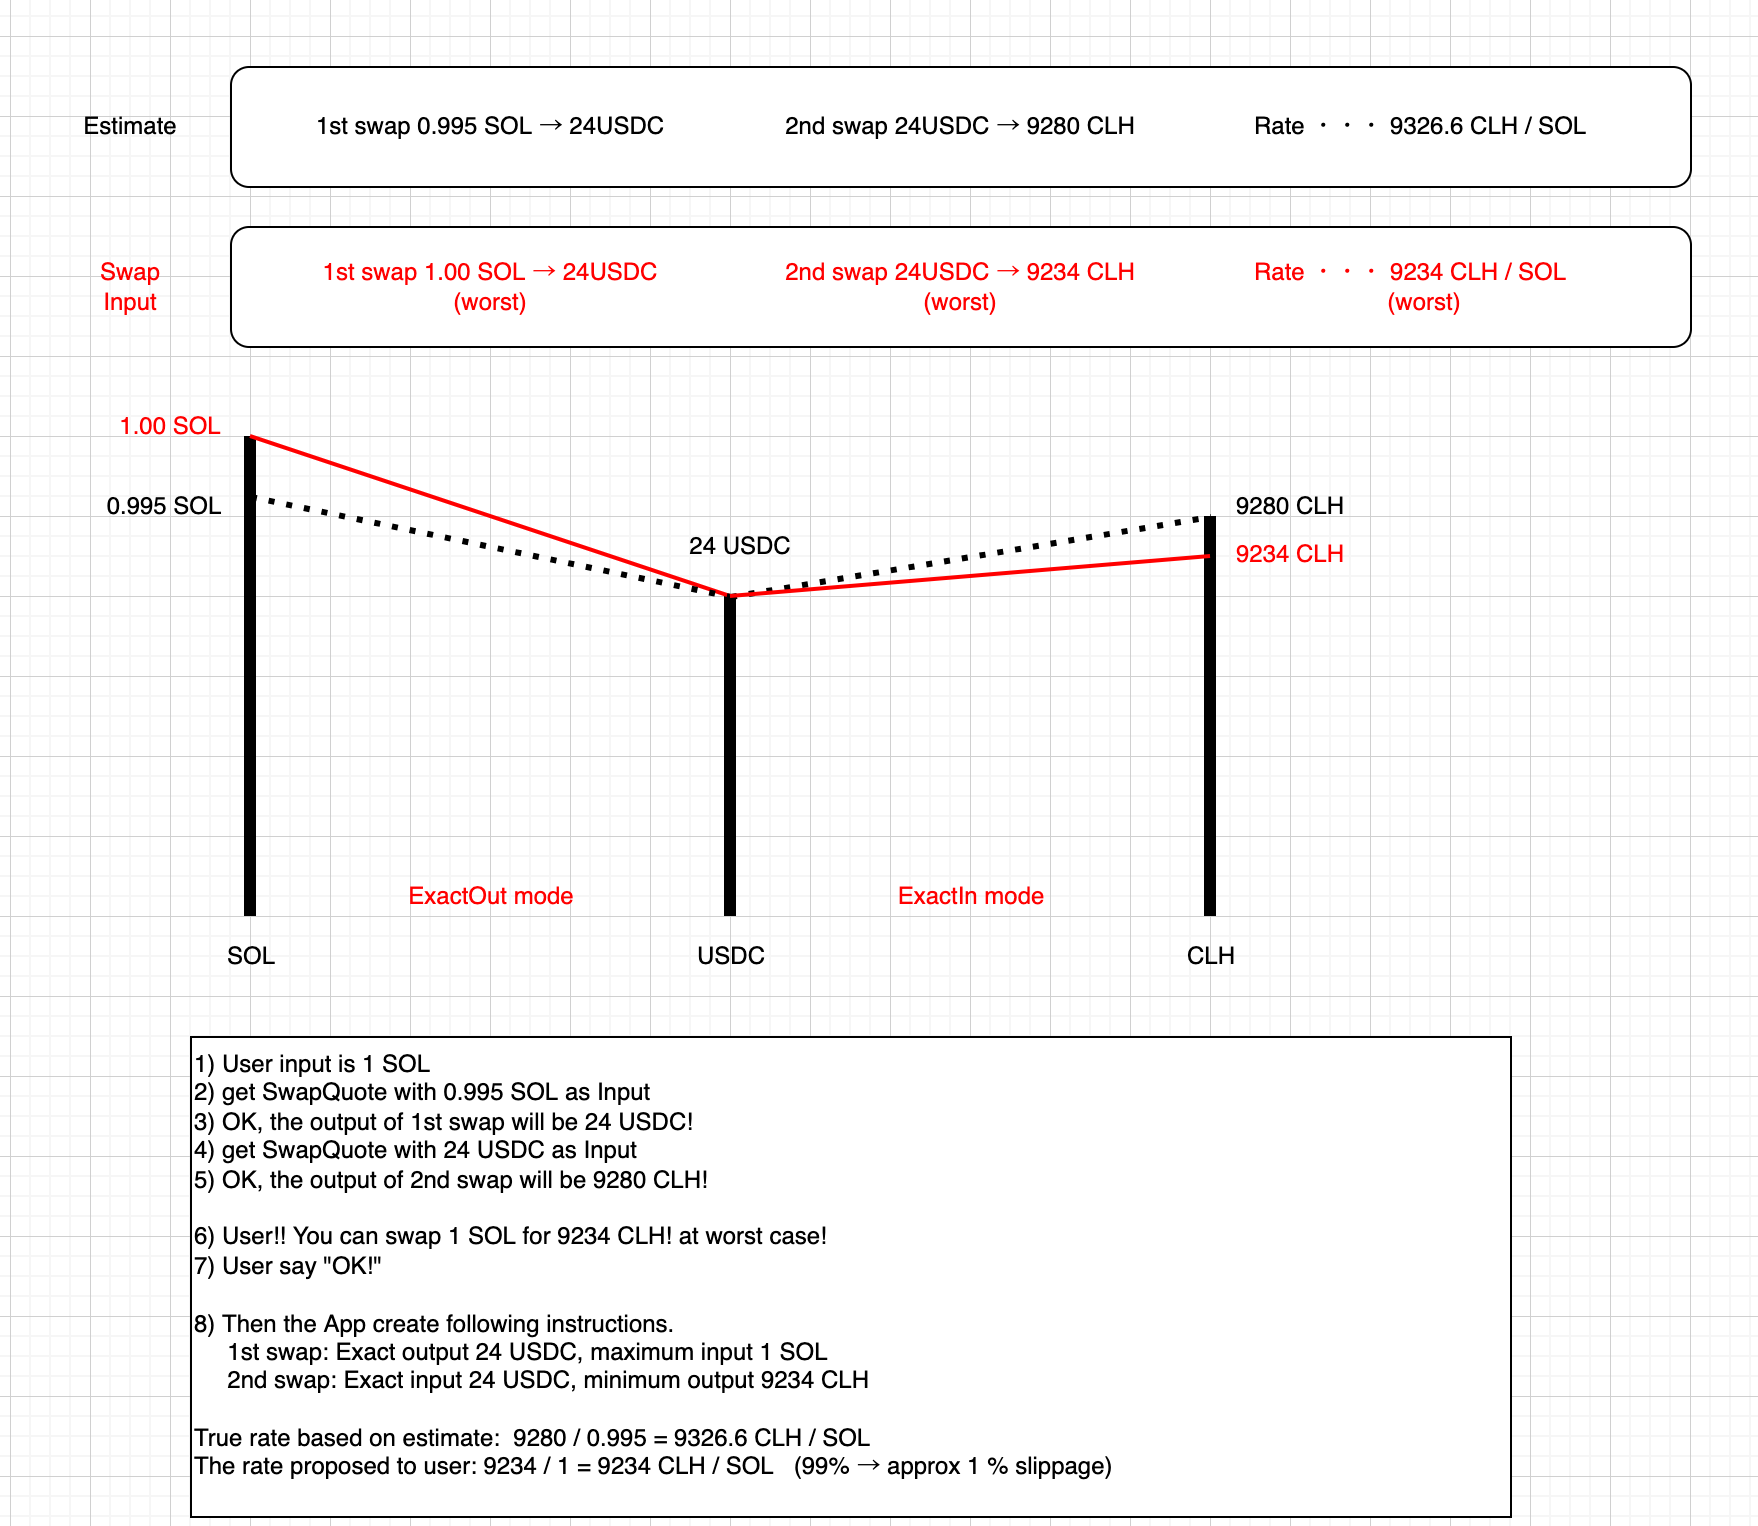 Estimate
1st swap 0.995 SOL → 24USDC
2nd swap 24USDC → 9280 CLH
Rate ・・・ 9326.6 CLH / SOL
Swap
Input
1st swap 1.00 SOL → 24USDC
(worst)
2nd swap 24USDC → 9234 CLH
(worst)
Rate ・・・ 9234 CLH / SOL
(worst)
1.00 SOL
0.995 SOL
24 USDC
9280 CLH
9234 CLH
ExactOut mode
ExactIn mode
SOL
USDC
CLH
1) User input is 1 SOL
2) get SwapQuote with 0.995 SOL as Input
3) OK, the output of 1st swap will be 24 USDC!
4) get SwapQuote with 24 USDC as Input
5) OK, the output of 2nd swap will be 9280 CLH!
6) User!! You can swap 1 SOL for 9234 CLH! at worst case!
7) User say "OK!"
8) Then the App create following instructions.
1st swap: Exact output 24 USDC, maximum input 1 SOL
2nd swap: Exact input 24 USDC, minimum output 9234 CLH
True rate based on estimate:  9280 / 0.995 = 9326.6 CLH / SOL
The rate proposed to user: 9234 / 1 = 9234 CLH / SOL   (99% → approx 1 % slippage)